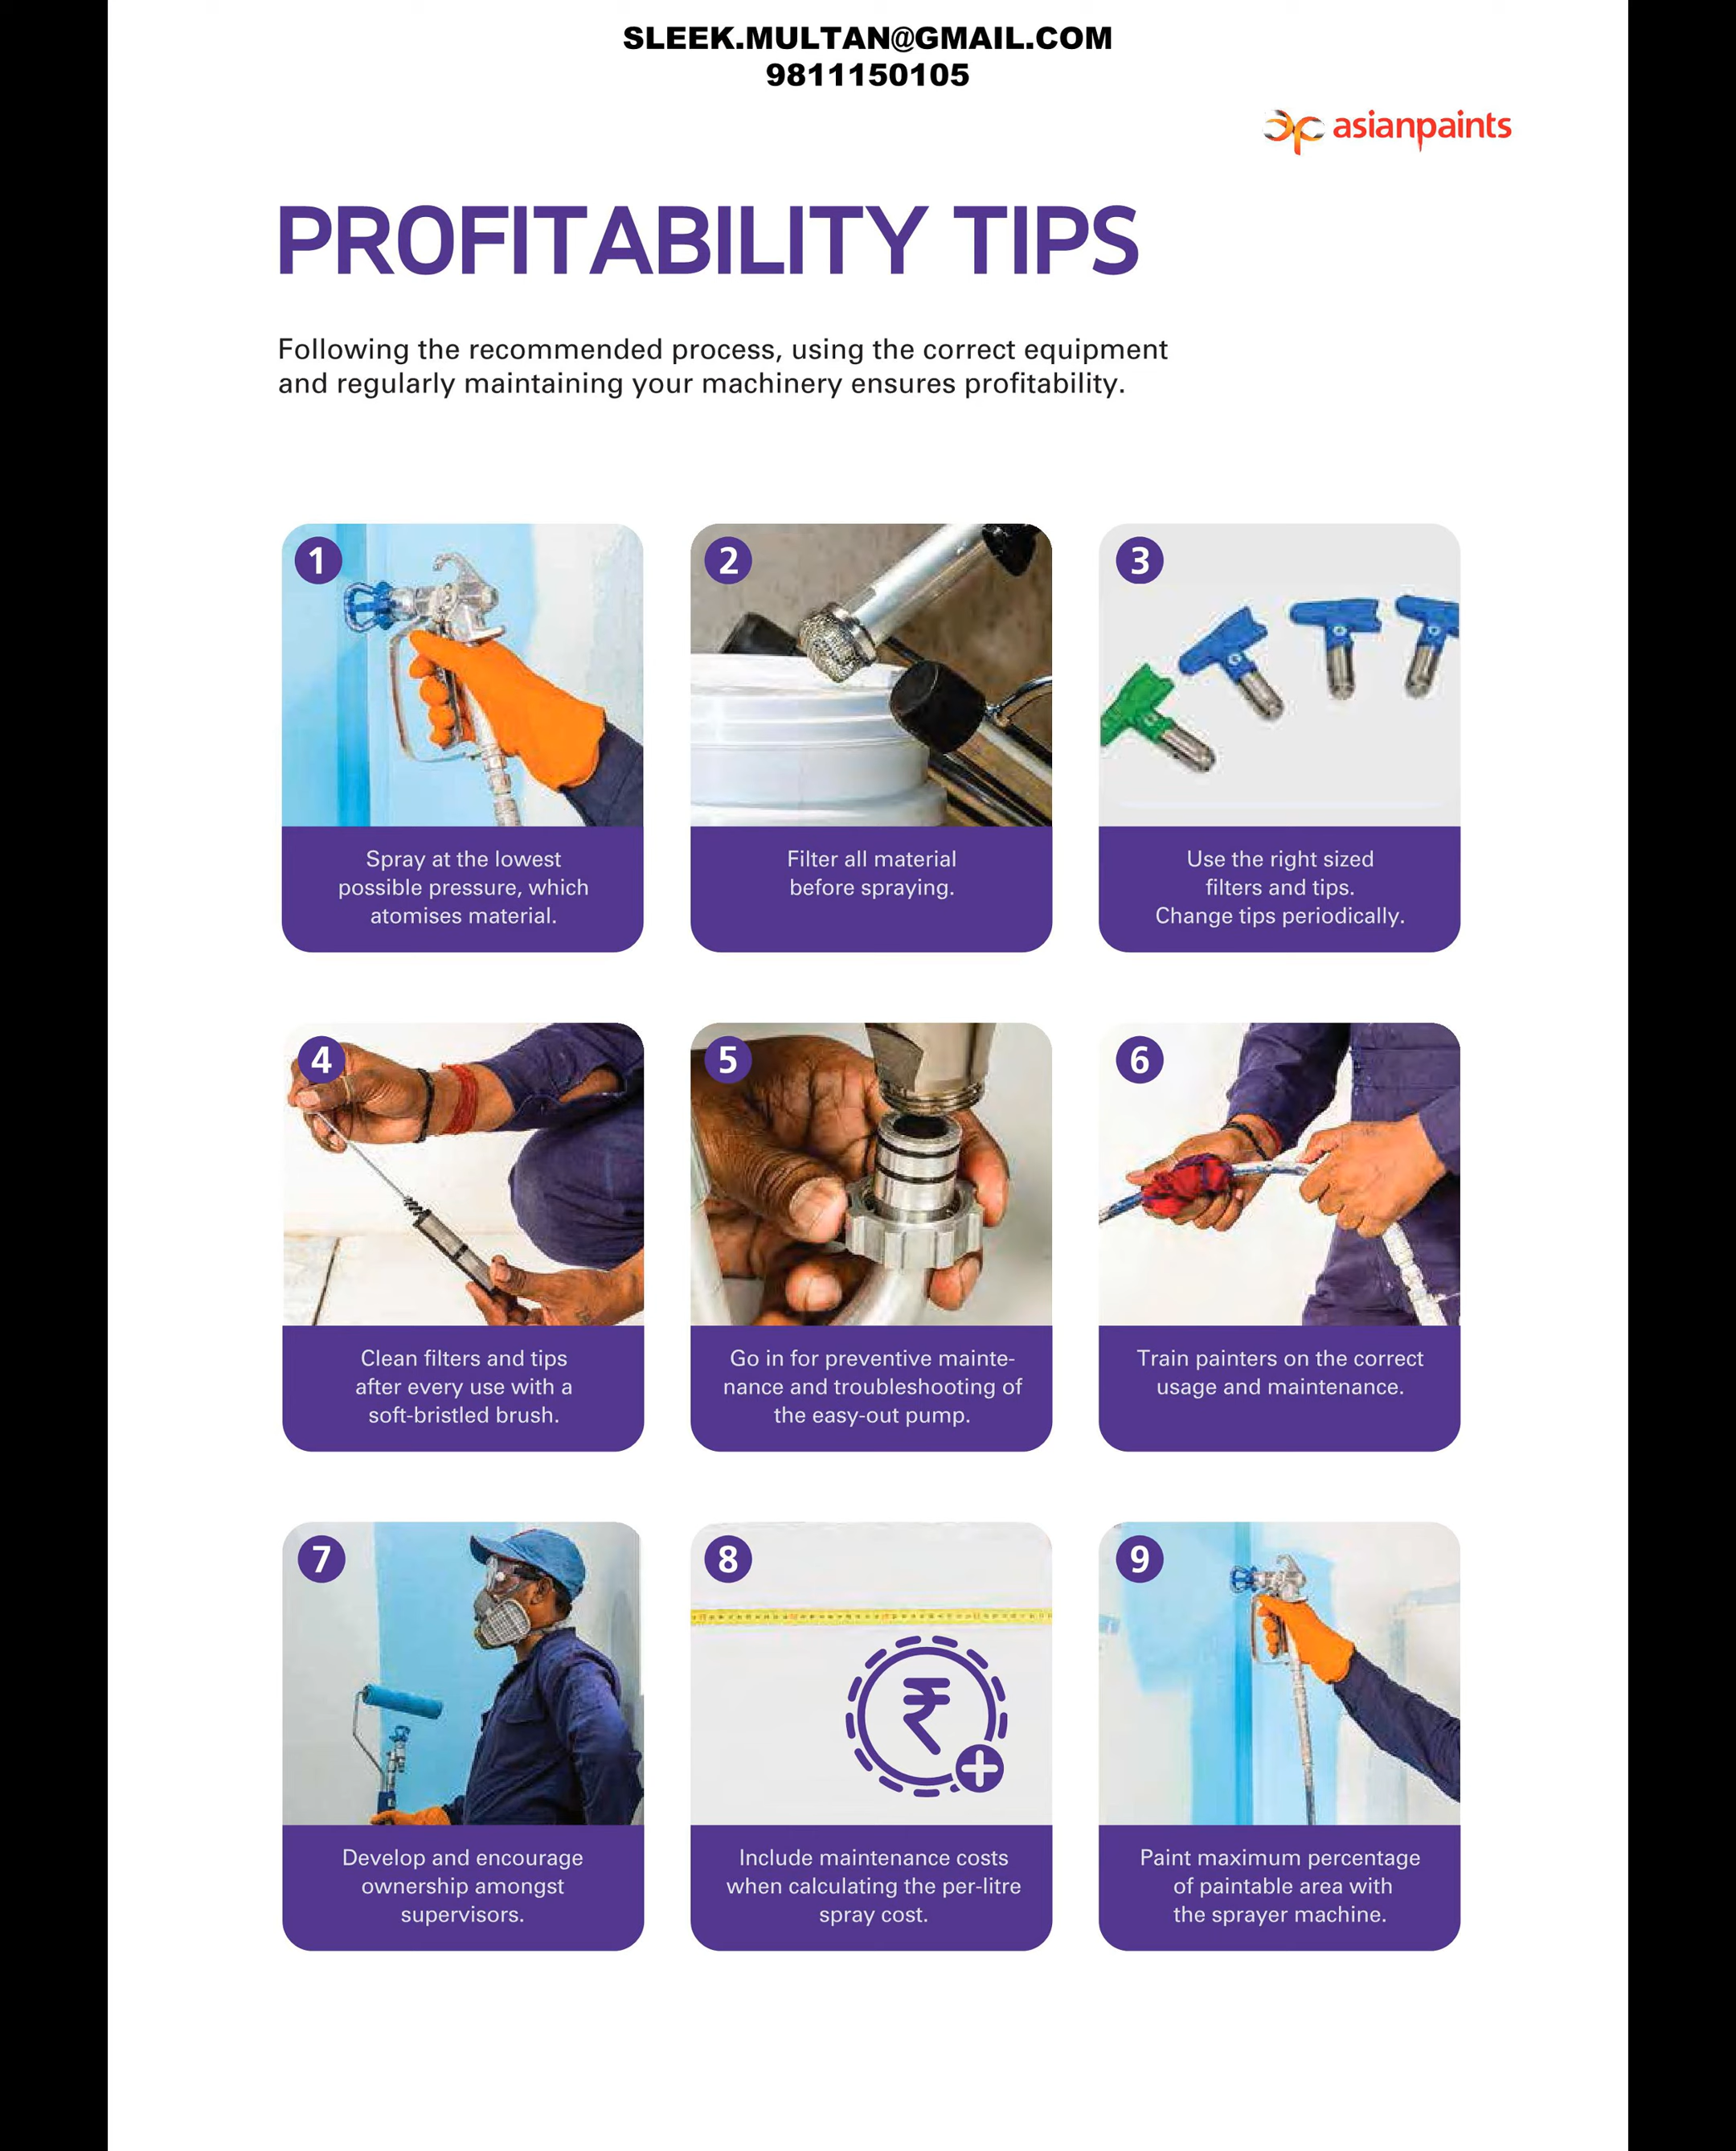 SLEEK.MULTAN@GMAIL.COM
9811150105
asianpaints
PROFITABILITY TIPS
Following the recommended process, using the correct equipment
and regularly maintaining your machinery ensures profitability.
1
Spray at the lowest
possible pressure, which
atomises material.
2
Filter all material
before spraying.
3
Use the right sized
filters and tips.
Change tips periodically.
4
Clean filters and tips
after every use with a
soft-bristled brush.
5
Go in for preventive mainte-
nance and troubleshooting of
the easy-out pump.
6
Train painters on the correct
usage and maintenance.
7
Develop and encourage
ownership amongst
supervisors.
8
₹
Include maintenance costs
when calculating the per-litre
spray cost.
9
Paint maximum percentage
of paintable area with
the sprayer machine.